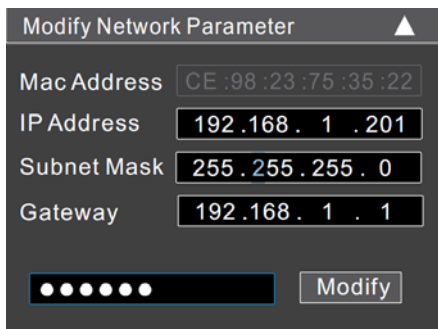 Modify Network Parameter ▲
Mac Address CE:98:23:75:35:22
IP Address 192.168. 1 .201
Subnet Mask 255.255.255. 0
Gateway 192.168. 1 . 1
●●●●●● Modify